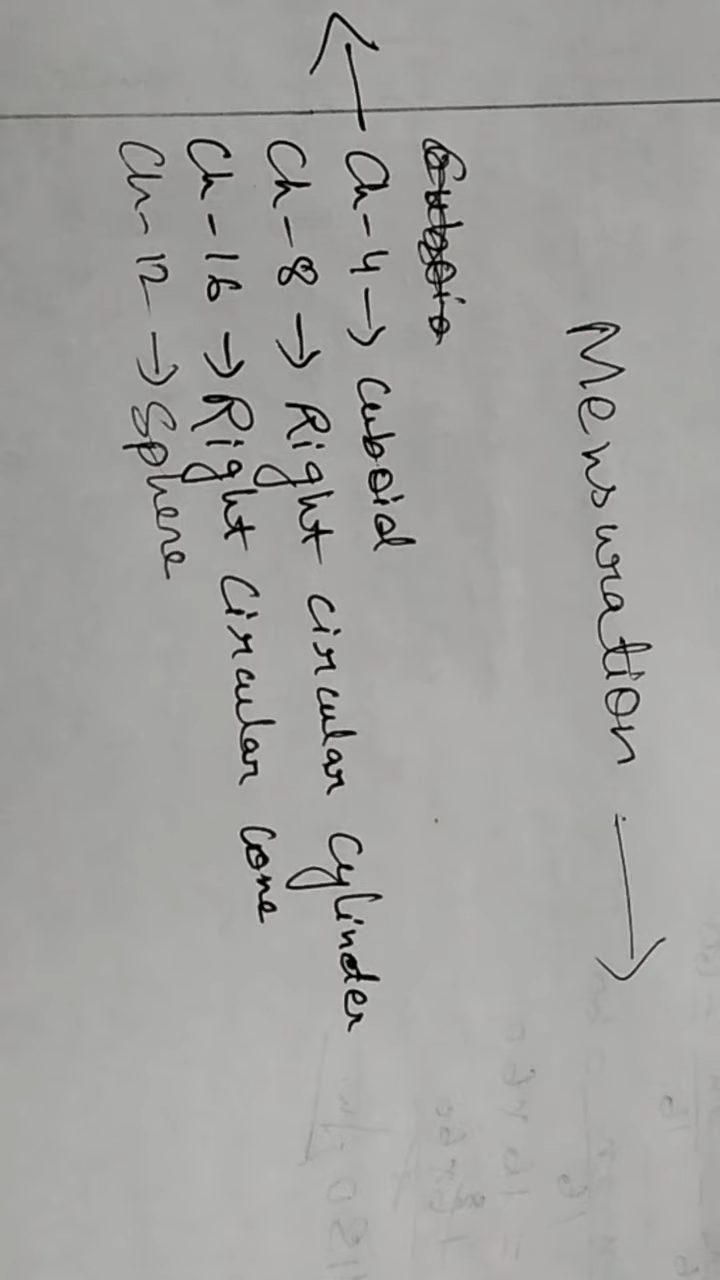 Mensuration →
Ch-4 → Cuboid
Ch-8 → Right circular cylinder
Ch-16 → Right Circular Cone
Ch-12 → Sphere